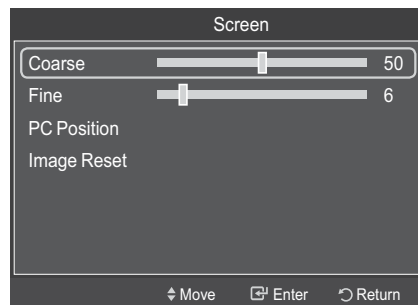 Screen
Coarse 50
Fine 6
PC Position
Image Reset
Move Enter Return